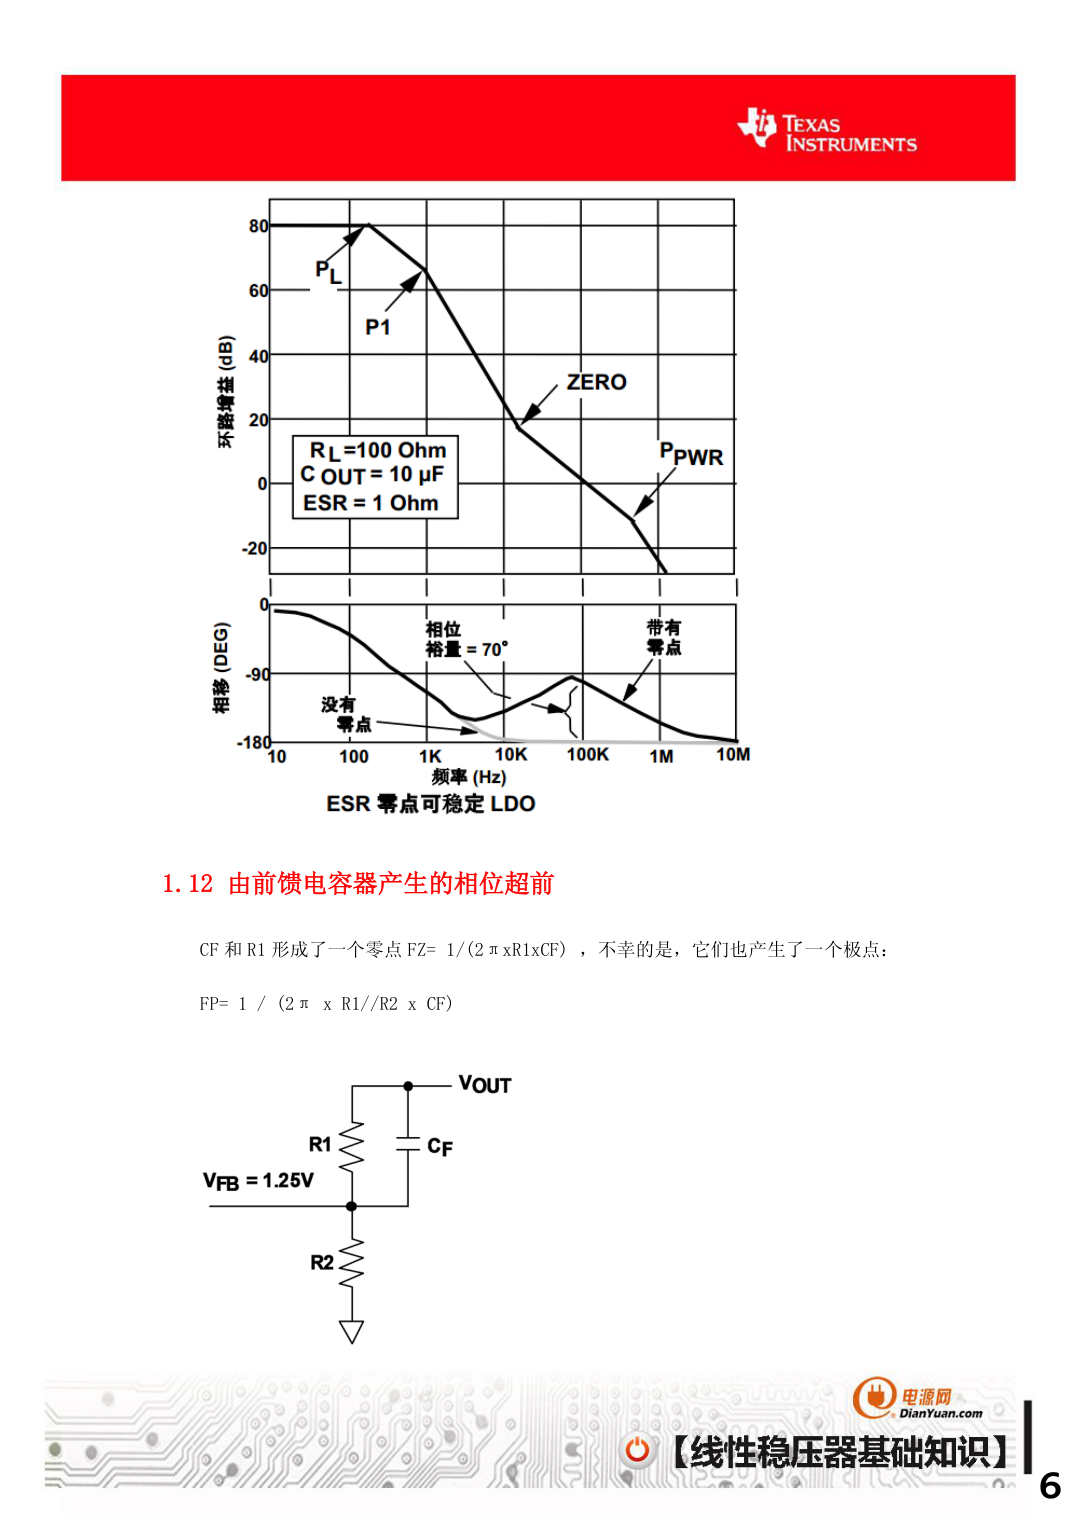 TEXAS
INSTRUMENTS
80
PL
60
P1
环路增益 (dB)
40
ZERO
20
RL=100 Ohm
COUT = 10 µF
ESR = 1 Ohm
PPWR
0
-20
0
相移 (DEG)
相位
裕量 = 70°
带有
零点
-90
没有
零点
-180
10 100 1K 10K 100K 1M 10M
频率 (Hz)
ESR 零点可稳定 LDO
1.12 由前馈电容器产生的相位超前
CF 和 R1 形成了一个零点 FZ= 1/(2πxR1xCF) ，不幸的是，它们也产生了一个极点：
FP= 1 / (2π x R1//R2 x CF)
VOUT
R1
CF
VFB = 1.25V
R2
电源网
DianYuan.com
【线性稳压器基础知识】
6